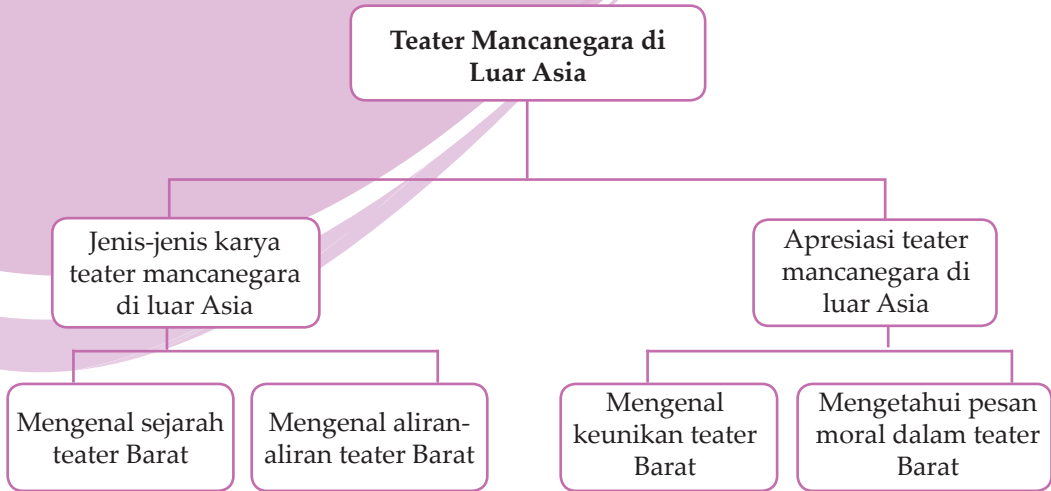 Teater Mancanegara di
Luar Asia
Jenis-jenis karya
teater mancanegara
di luar Asia
Apresiasi teater
mancanegara di
luar Asia
Mengenal sejarah
teater Barat
Mengenal aliran-
aliran teater Barat
Mengenal
keunikan teater
Barat
Mengetahui pesan
moral dalam teater
Barat